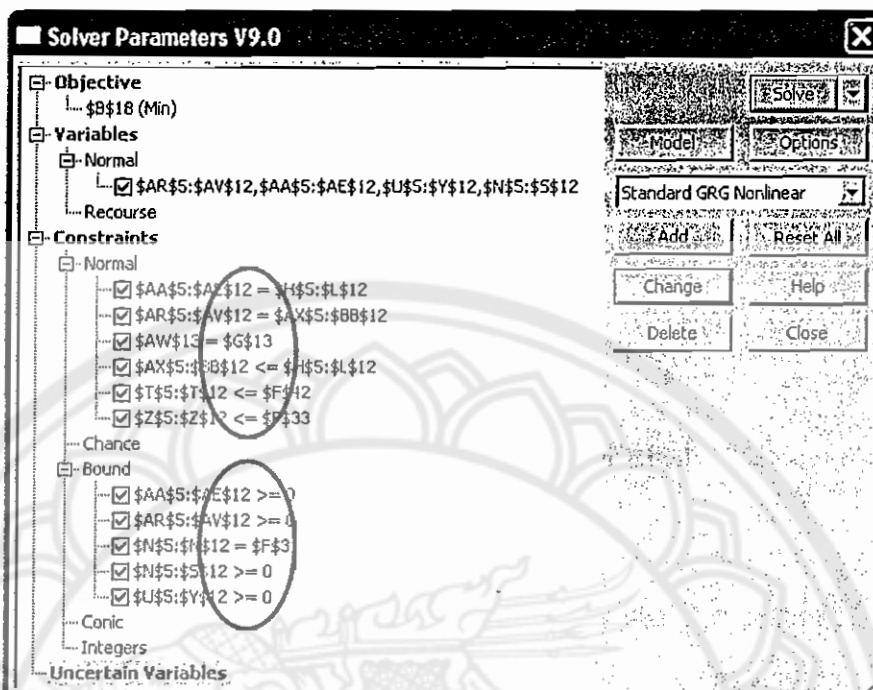 Solver Parameters V9.0
Objective
$B$18 (Min)
Variables
Normal
$AR$5:$AV$12,$AA$5:$AE$12,$U$5:$Y$12,$N$5:$S$12
Recourse
Constraints
Normal
$AA$5:$AE$12 = $H$5:$L$12
$AR$5:$AV$12 = $AX$5:$BB$12
$AW$13 = $G$13
$AX$5:$BB$12 <= $H$5:$L$12
$T$5:$T$12 <=
$Z$5:$Z$12 <=
Chance
Bound
$AA$5:$AE$12 >= 0
$AR$5:$AV$12 >= 0
$N$5:$N$12 =
$N$5:$S$12 >= 0
$U$5:$Y$12 >= 0
Conic
Integers
Uncertain Variables
Solve
Model Options
Standard GRG Nonlinear
Add Reset All
Change Help
Delete Close